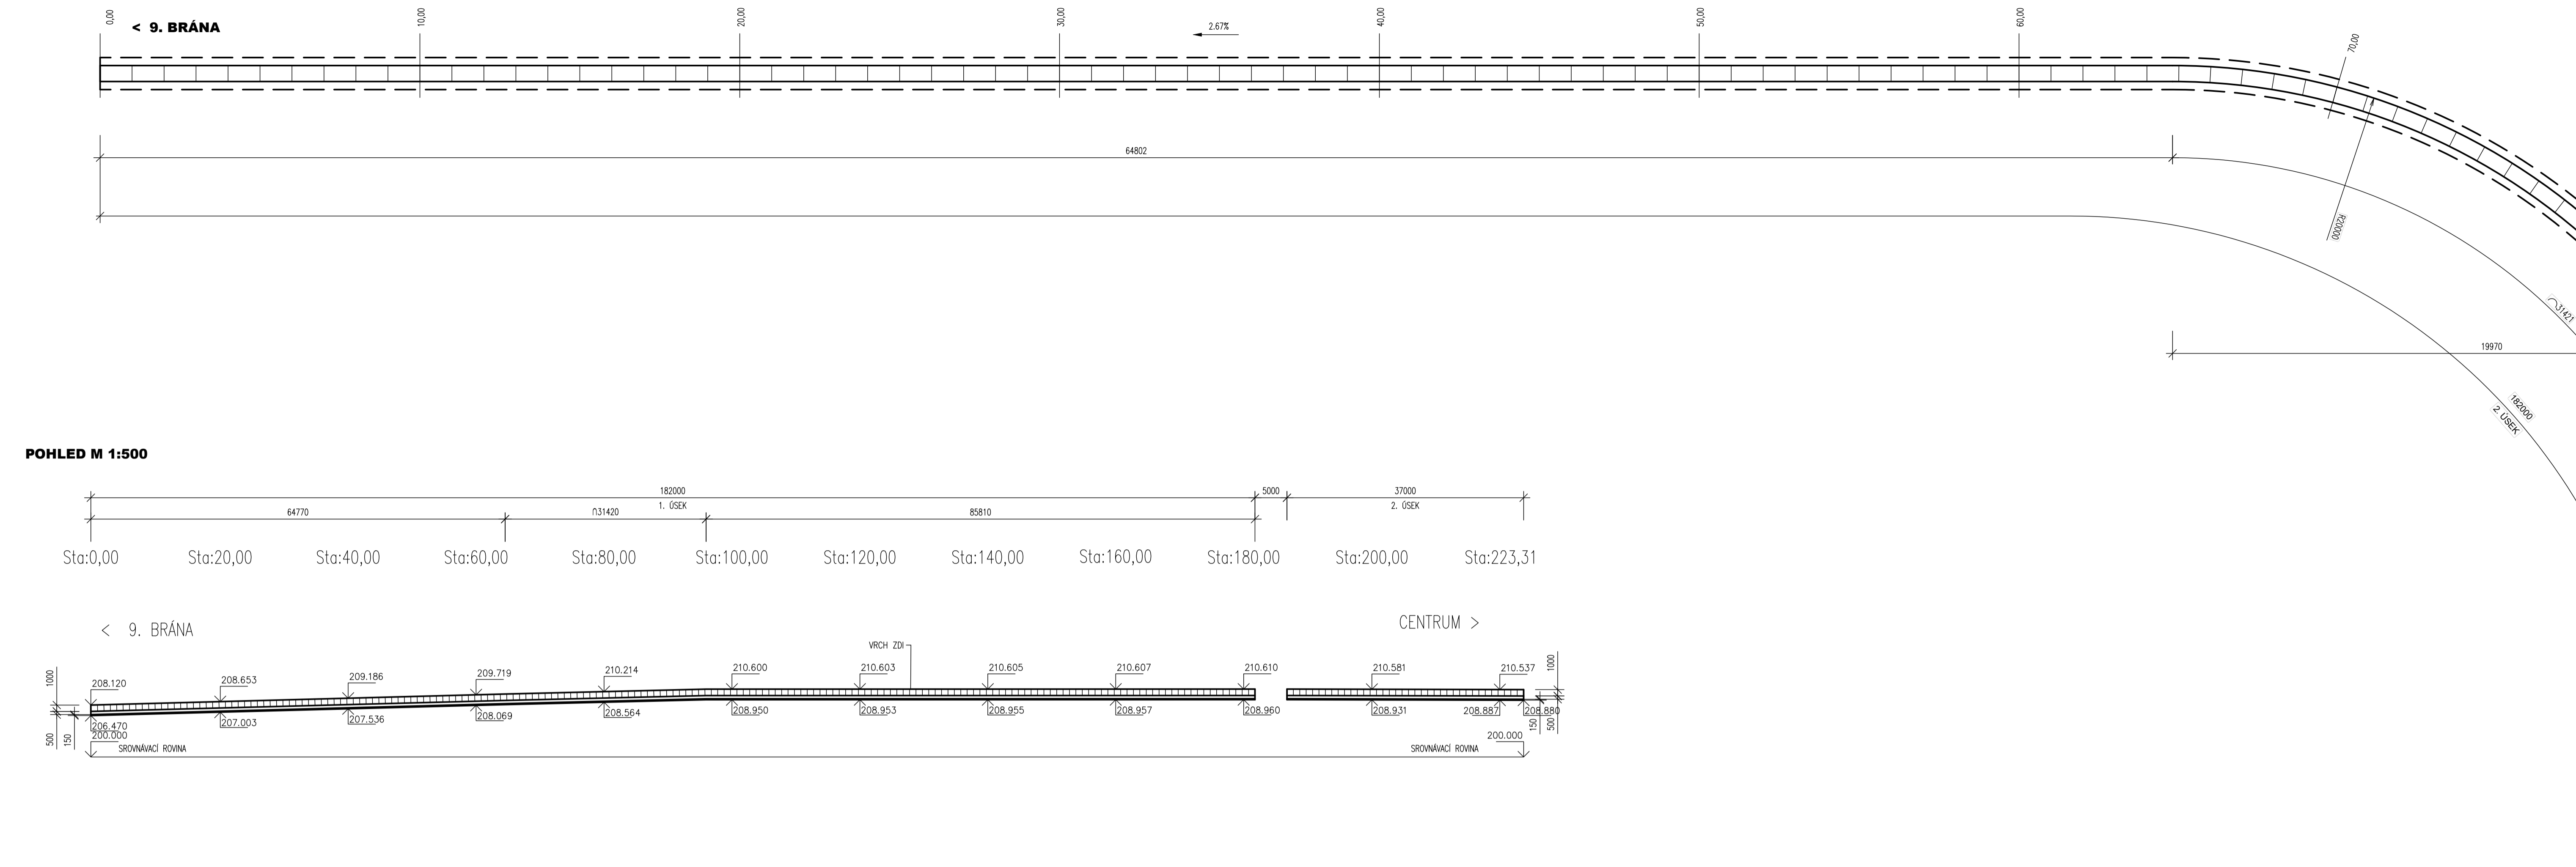 0,00
10,00
20,00
30,00
40,00
50,00
60,00
70,00
< 9. BRÁNA
2.67%
64802
R20000
31421
19970
182000
2. ÚSEK
POHLED M 1:500
182000
5000
37000
1. ÚSEK
2. ÚSEK
64770
∩31420
85810
Sta:0,00
Sta:20,00
Sta:40,00
Sta:60,00
Sta:80,00
Sta:100,00
Sta:120,00
Sta:140,00
Sta:160,00
Sta:180,00
Sta:200,00
Sta:223,31
< 9. BRÁNA
CENTRUM >
VRCH ZDI
1000
208.120
208.653
209.186
209.719
210.214
210.600
210.603
210.605
210.607
210.610
210.581
210.537
1000
500
150
206.470
207.003
207.536
208.069
208.564
208.950
208.953
208.955
208.957
208.960
208.931
208.887
208.880
150
500
200.000
SROVNÁVACÍ ROVINA
200.000
SROVNÁVACÍ ROVINA